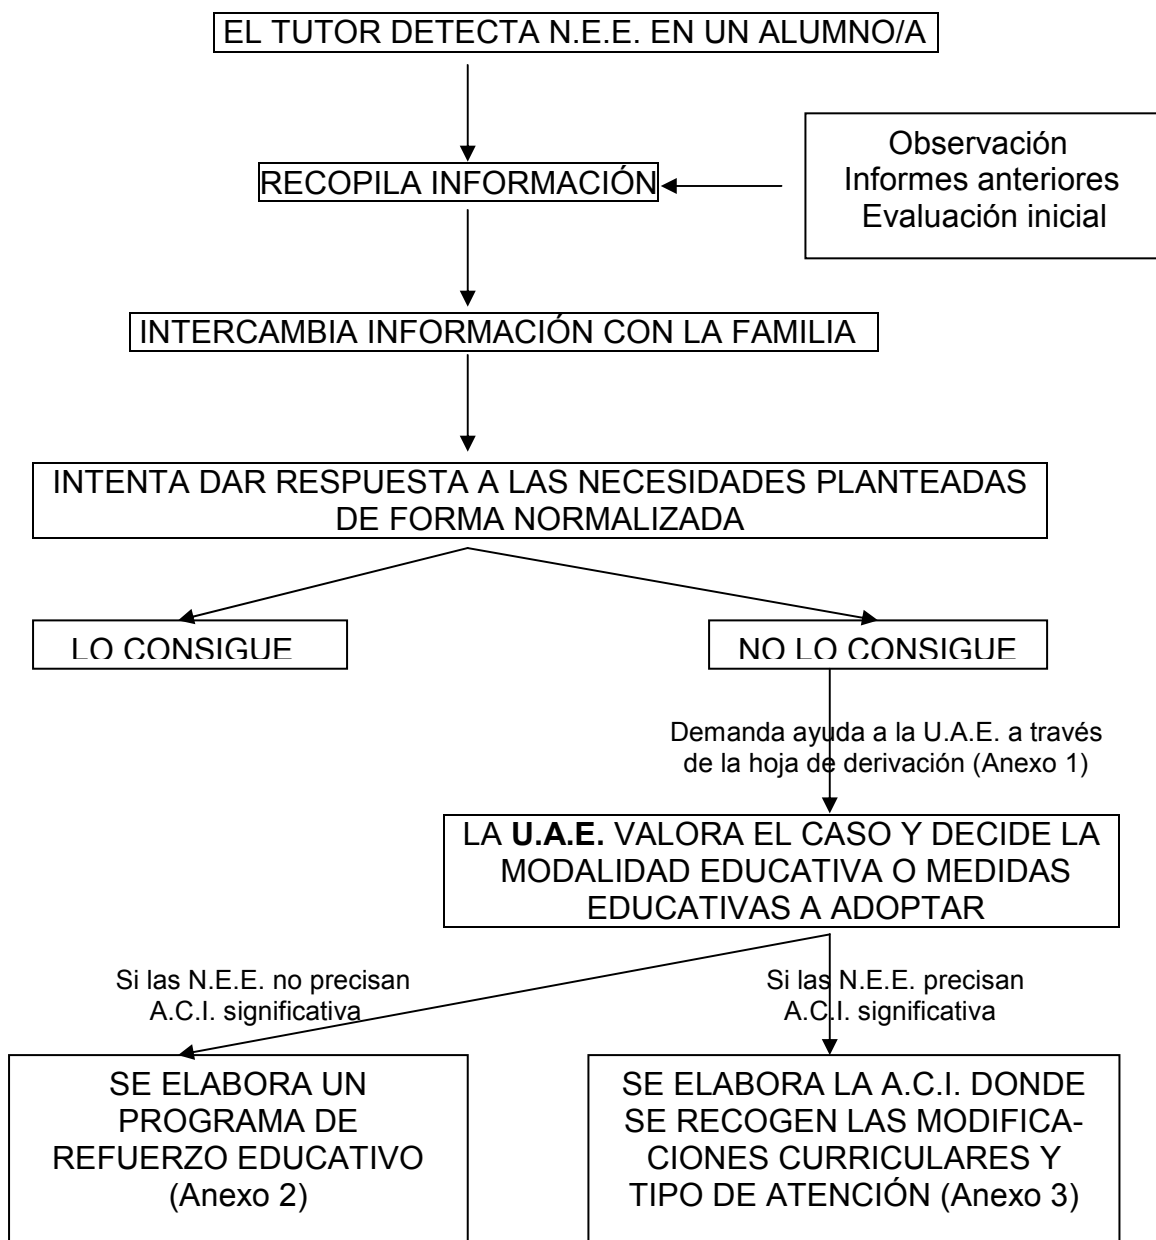 EL TUTOR DETECTA N.E.E. EN UN ALUMNO/A
Observación
Informes anteriores
Evaluación inicial
RECOPILA INFORMACIÓN
INTERCAMBIA INFORMACIÓN CON LA FAMILIA
INTENTA DAR RESPUESTA A LAS NECESIDADES PLANTEADAS
DE FORMA NORMALIZADA
LO CONSIGUE
NO LO CONSIGUE
Demanda ayuda a la U.A.E. a través
de la hoja de derivación (Anexo 1)
LA U.A.E. VALORA EL CASO Y DECIDE LA
MODALIDAD EDUCATIVA O MEDIDAS
EDUCATIVAS A ADOPTAR
Si las N.E.E. no precisan
A.C.I. significativa
Si las N.E.E. precisan
A.C.I. significativa
SE ELABORA UN
PROGRAMA DE
REFUERZO EDUCATIVO
(Anexo 2)
SE ELABORA LA A.C.I. DONDE
SE RECOGEN LAS MODIFICA-
CIONES CURRICULARES Y
TIPO DE ATENCIÓN (Anexo 3)